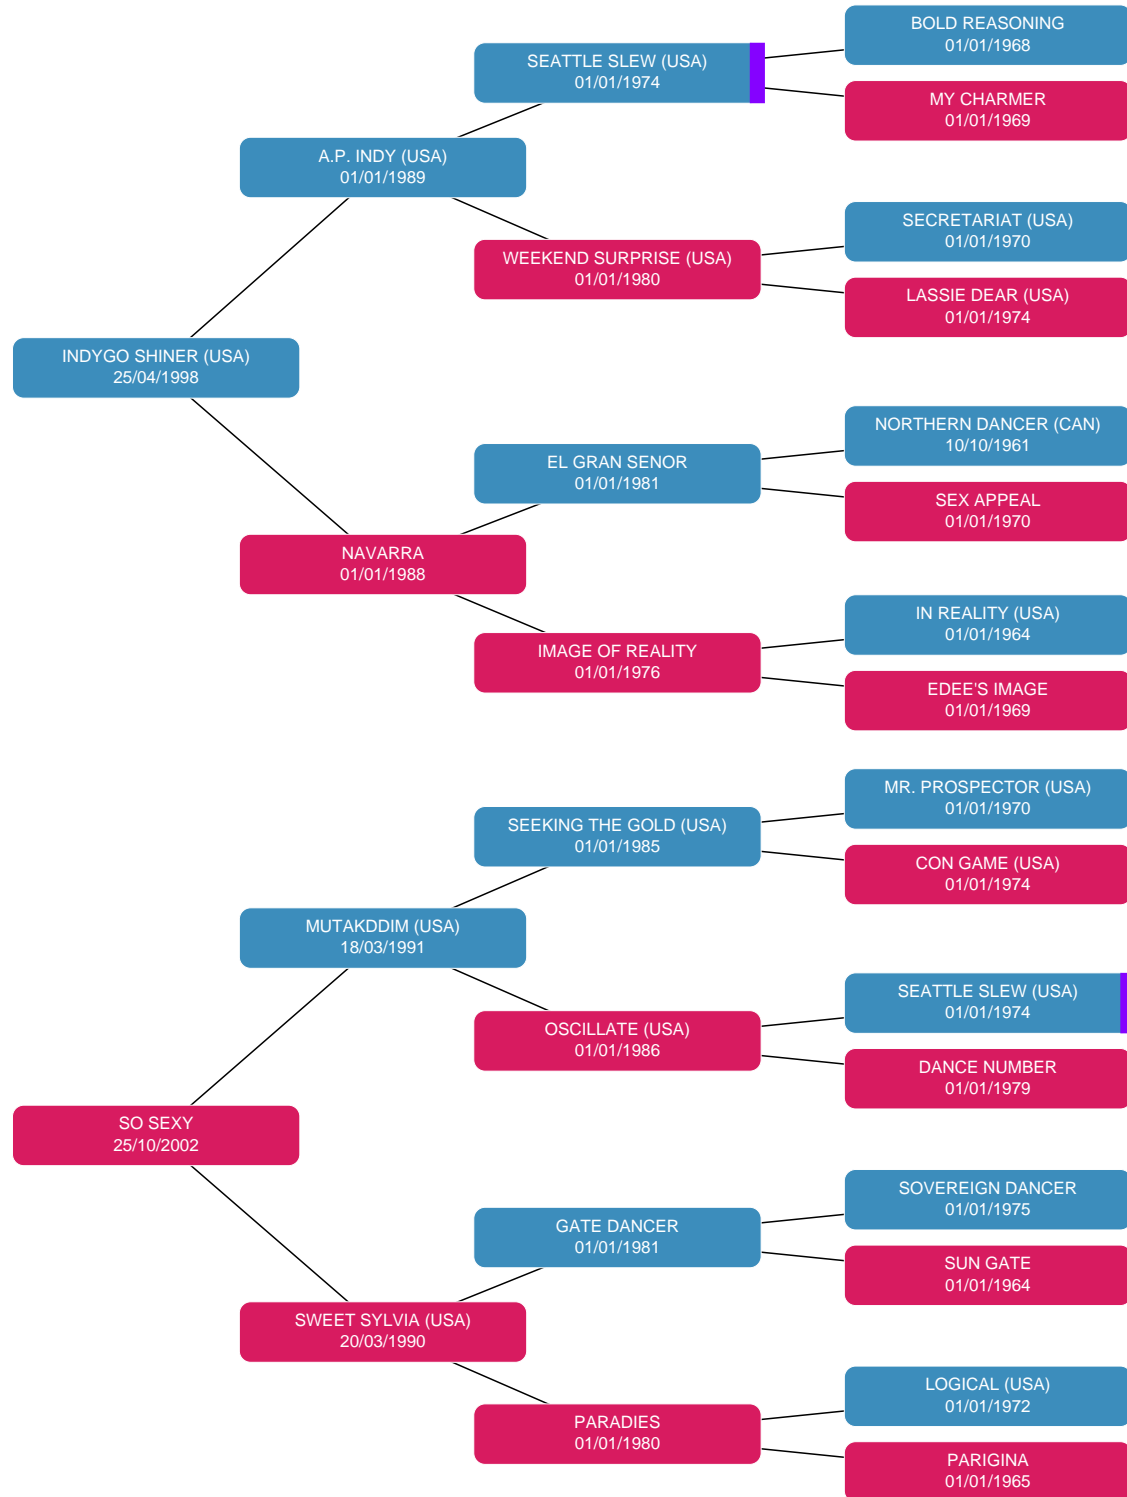 BOLD REASONING
01/01/1968
SEATTLE SLEW (USA)
01/01/1974
MY CHARMER
01/01/1969
A.P. INDY (USA)
01/01/1989
SECRETARIAT (USA)
01/01/1970
WEEKEND SURPRISE (USA)
01/01/1980
LASSIE DEAR (USA)
01/01/1974
INDYGO SHINER (USA)
25/04/1998
NORTHERN DANCER (CAN)
10/10/1961
EL GRAN SENOR
01/01/1981
SEX APPEAL
01/01/1970
NAVARRA
01/01/1988
IN REALITY (USA)
01/01/1964
IMAGE OF REALITY
01/01/1976
EDEE'S IMAGE
01/01/1969
MR. PROSPECTOR (USA)
01/01/1970
SEEKING THE GOLD (USA)
01/01/1985
CON GAME (USA)
01/01/1974
MUTAKDDIM (USA)
18/03/1991
SEATTLE SLEW (USA)
01/01/1974
OSCILLATE (USA)
01/01/1986
DANCE NUMBER
01/01/1979
SO SEXY
25/10/2002
SOVEREIGN DANCER
01/01/1975
GATE DANCER
01/01/1981
SUN GATE
01/01/1964
SWEET SYLVIA (USA)
20/03/1990
LOGICAL (USA)
01/01/1972
PARADIES
01/01/1980
PARIGINA
01/01/1965